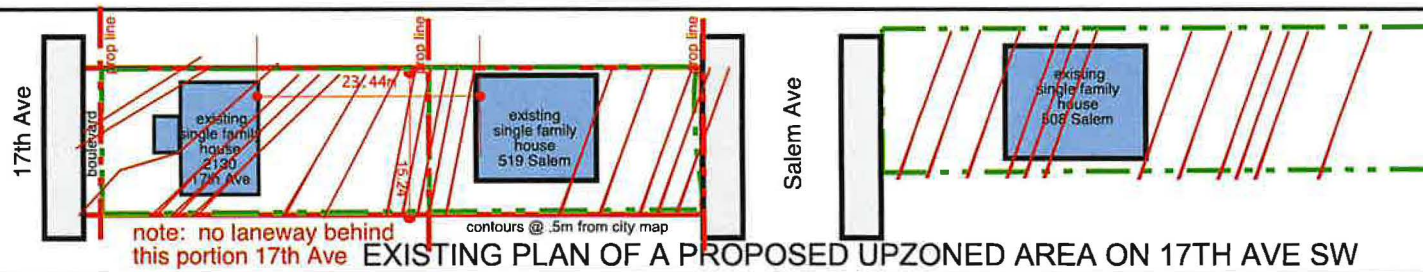 17th Ave
boulevard
prop line
existing
single family
house
2130
17th Ave
23.44m
15.24
prop line
existing
single family
house
519 Salem
prop line
Salem Ave
existing
single family
house
508 Salem
note: no laneway behind
this portion 17th Ave
contours @ .5m from city map
EXISTING PLAN OF A PROPOSED UPZONED AREA ON 17TH AVE SW